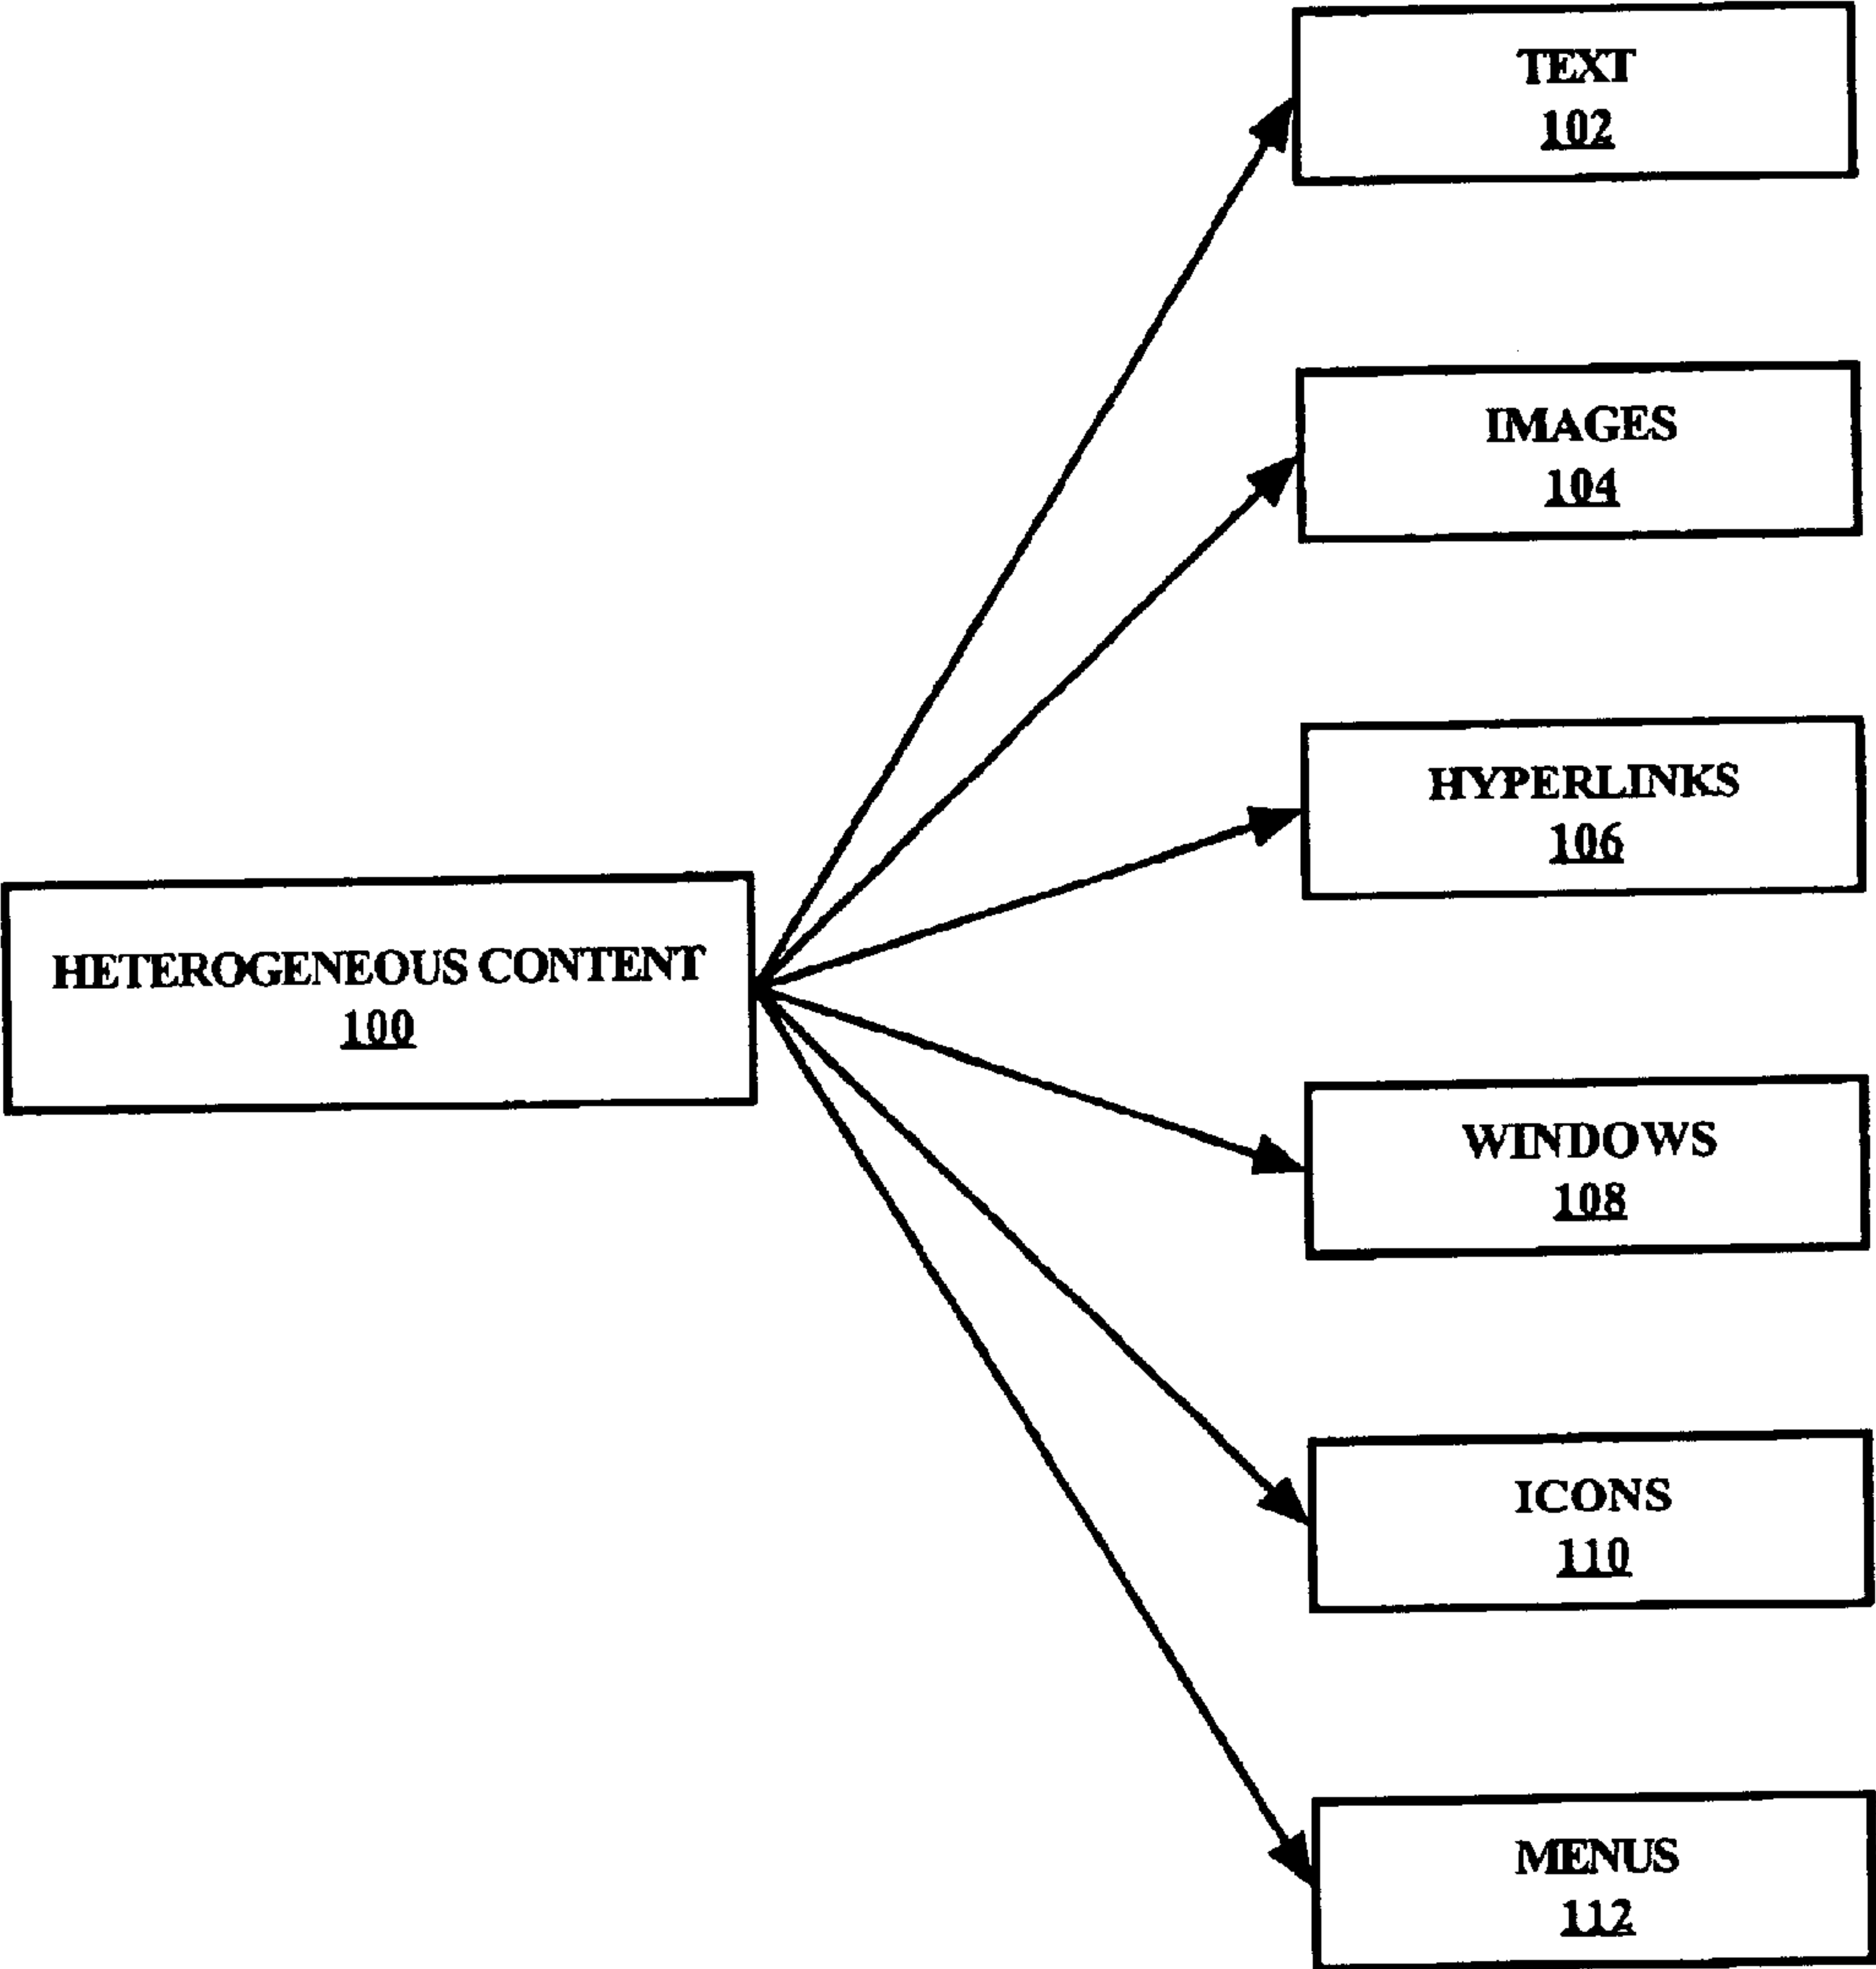 TEXT
102
IMAGES
104
HYPERLINKS
106
HETEROGENEOUS CONTENT
100
WINDOWS
108
ICONS
110
MENUS
112